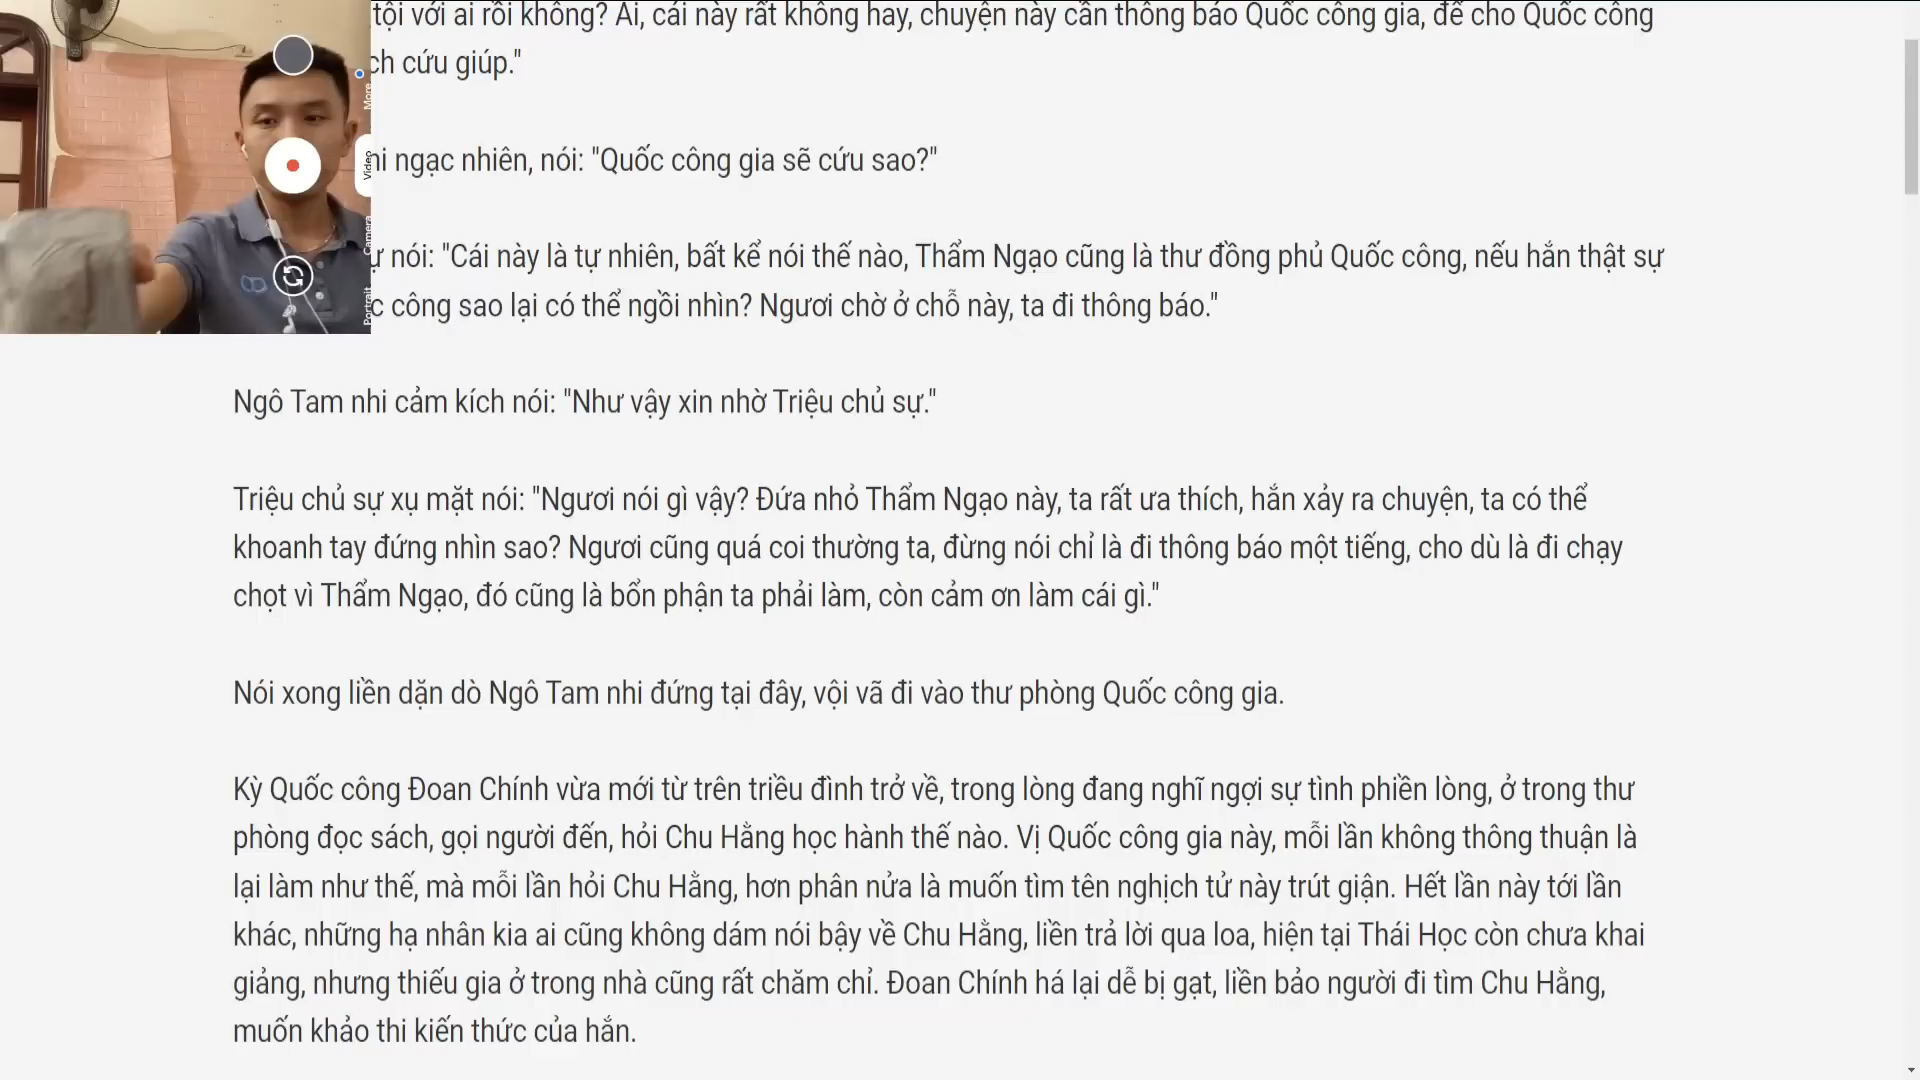 tội với ai rồi không? Ai, cái này rất không hay, chuyện này cần thông báo Quốc công gia, để cho Quốc công
cứu giúp."
ngạc nhiên, nói: "Quốc công gia sẽ cứu sao?"
nói: "Cái này là tự nhiên, bất kể nói thế nào, Thẩm Ngạo cũng là thư đồng phủ Quốc công, nếu hắn thật sự
công sao lại có thể ngồi nhìn? Ngươi chờ ở chỗ này, ta đi thông báo."
More
Video
Camera
Portrait
Ngô Tam nhi cảm kích nói: "Như vậy xin nhờ Triệu chủ sự."
Triệu chủ sự xụ mặt nói: "Ngươi nói gì vậy? Đứa nhỏ Thẩm Ngạo này, ta rất ưa thích, hắn xảy ra chuyện, ta có thể
khoanh tay đứng nhìn sao? Ngươi cũng quá coi thường ta, đừng nói chỉ là đi thông báo một tiếng, cho dù là đi chạy
chọt vì Thẩm Ngạo, đó cũng là bổn phận ta phải làm, còn cảm ơn làm cái gì."
Nói xong liền dặn dò Ngô Tam nhi đứng tại đây, vội vã đi vào thư phòng Quốc công gia.
Kỳ Quốc công Đoan Chính vừa mới từ trên triều đình trở về, trong lòng đang nghĩ ngợi sự tình phiền lòng, ở trong thư
phòng đọc sách, gọi người đến, hỏi Chu Hằng học hành thế nào. Vị Quốc công gia này, mỗi lần không thông thuận là
lại làm như thế, mà mỗi lần hỏi Chu Hằng, hơn phân nửa là muốn tìm tên nghịch tử này trút giận. Hết lần này tới lần
khác, những hạ nhân kia ai cũng không dám nói bậy về Chu Hằng, liền trả lời qua loa, hiện tại Thái Học còn chưa khai
giảng, nhưng thiếu gia ở trong nhà cũng rất chăm chỉ. Đoan Chính há lại dễ bị gạt, liền bảo người đi tìm Chu Hằng,
muốn khảo thi kiến thức của hắn.